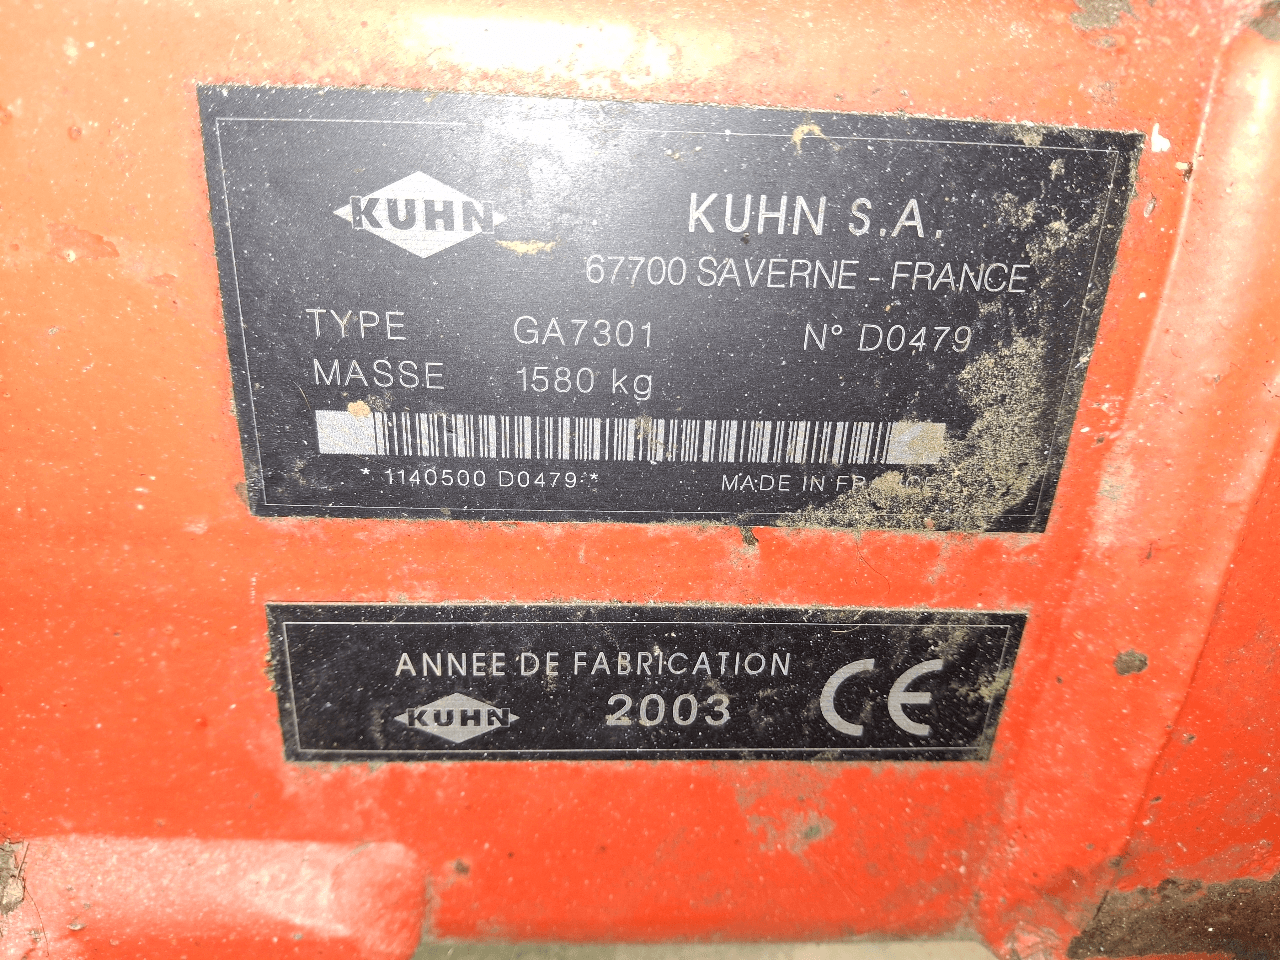 KUHN
KUHN S.A.
67700 SAVERNE - FRANCE
TYPE GA7301 N° D0479
MASSE 1580 kg
* 1140500 D0479 *
MADE IN FRANCE
ANNEE DE FABRICATION
KUHN 2003 CE